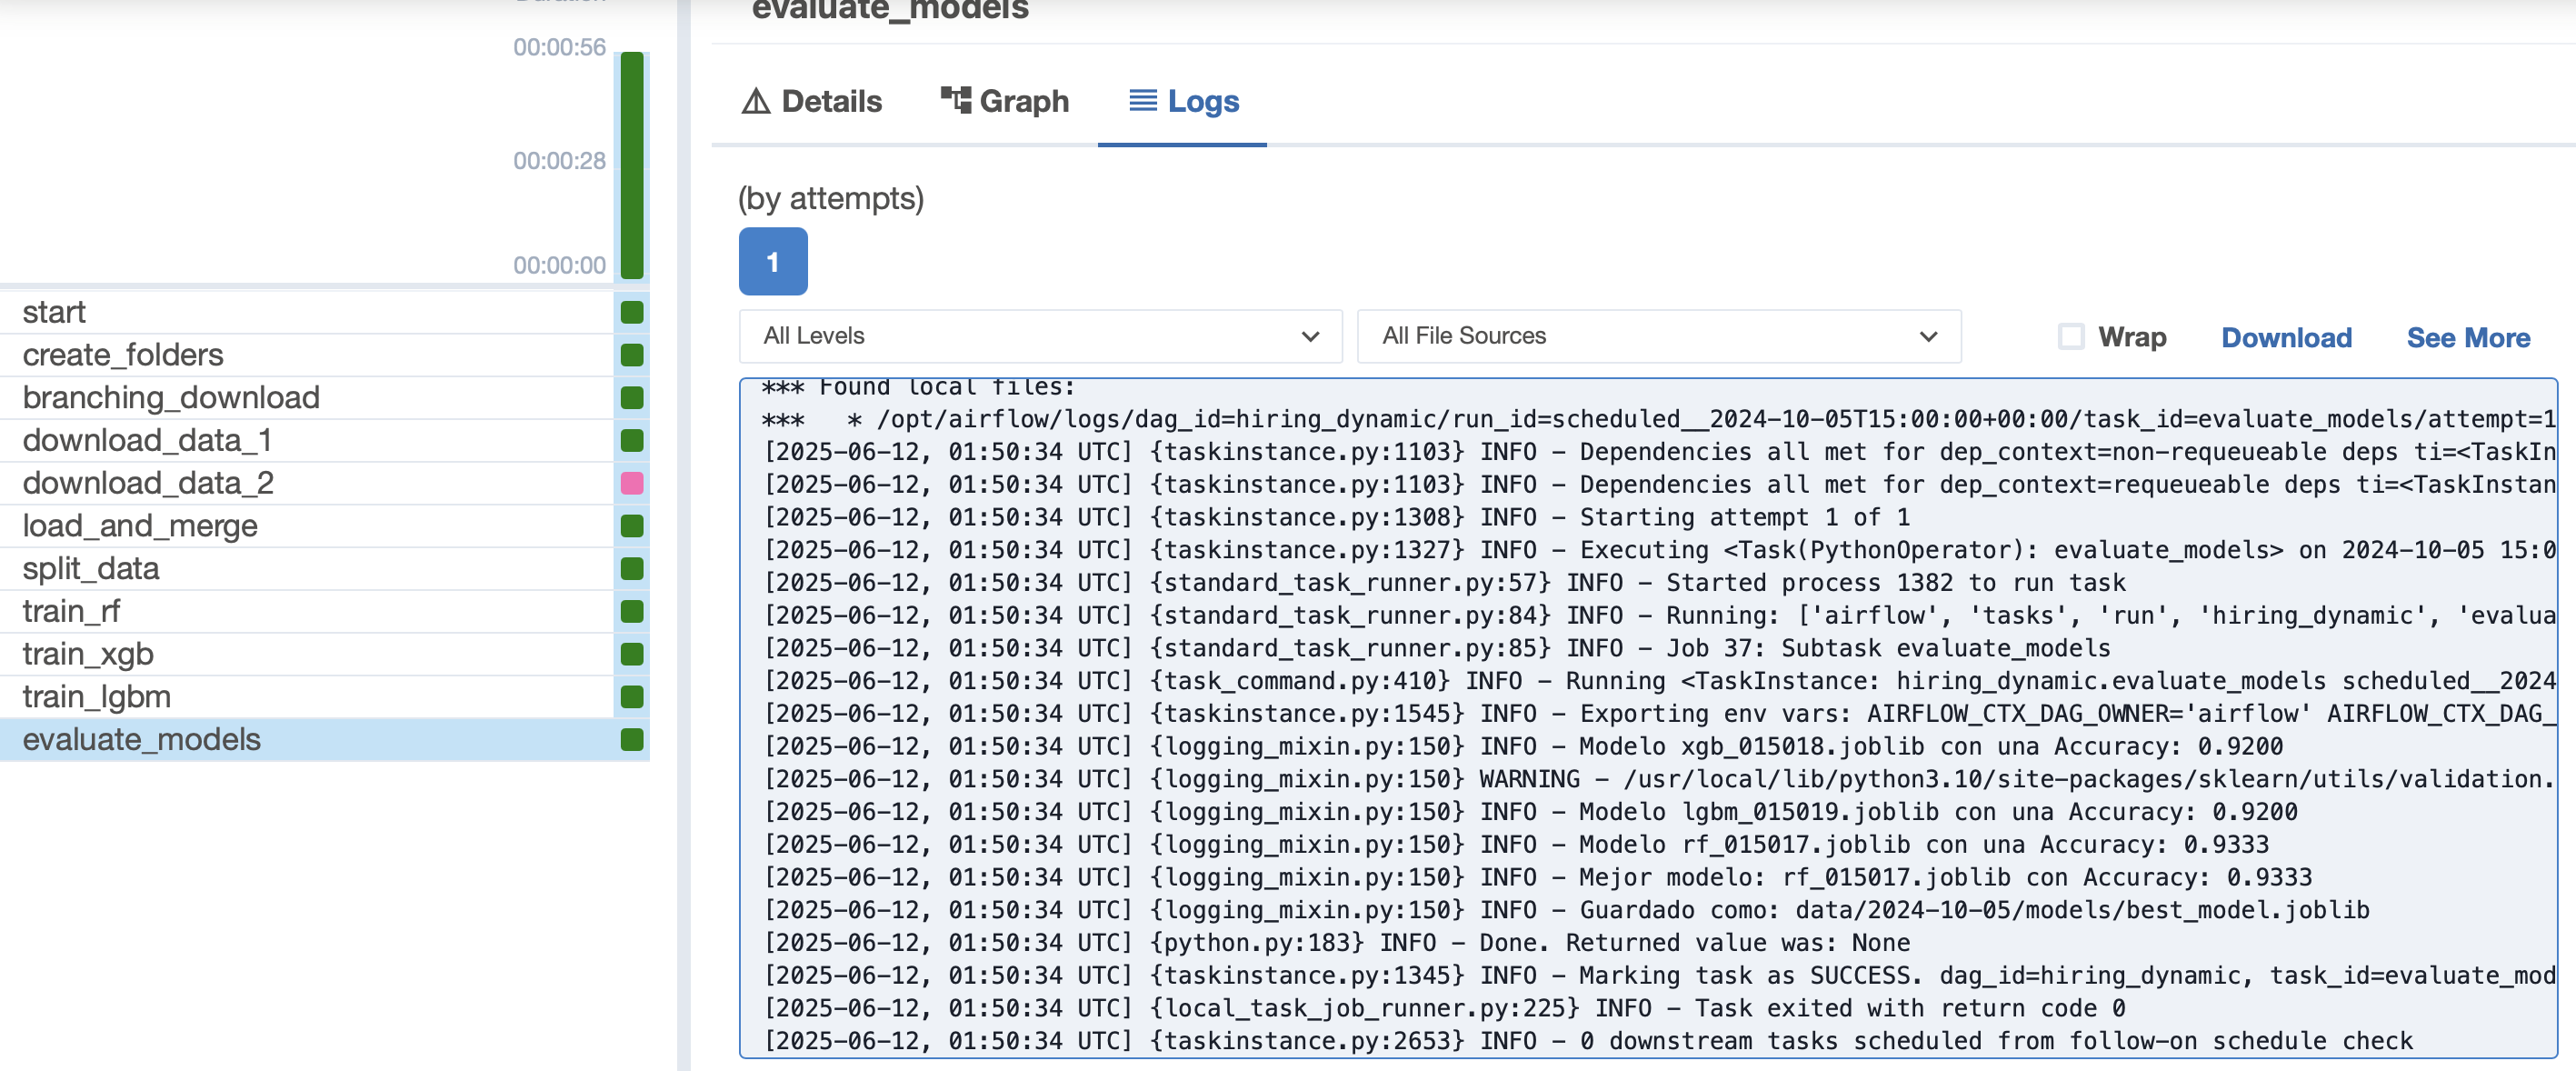 Duration
00:00:56
00:00:28
00:00:00
start
create_folders
branching_download
download_data_1
download_data_2
load_and_merge
split_data
train_rf
train_xgb
train_lgbm
evaluate_models
evaluate_models
Details
Graph
Logs
(by attempts)
1
All Levels
All File Sources
Wrap
Download
See More
*** Found local files:
***   * /opt/airflow/logs/dag_id=hiring_dynamic/run_id=scheduled__2024-10-05T15:00:00+00:00/task_id=evaluate_models/attempt=1
[2025-06-12, 01:50:34 UTC] {taskinstance.py:1103} INFO - Dependencies all met for dep_context=non-requeueable deps ti=<TaskIn
[2025-06-12, 01:50:34 UTC] {taskinstance.py:1103} INFO - Dependencies all met for dep_context=requeueable deps ti=<TaskInstan
[2025-06-12, 01:50:34 UTC] {taskinstance.py:1308} INFO - Starting attempt 1 of 1
[2025-06-12, 01:50:34 UTC] {taskinstance.py:1327} INFO - Executing <Task(PythonOperator): evaluate_models> on 2024-10-05 15:0
[2025-06-12, 01:50:34 UTC] {standard_task_runner.py:57} INFO - Started process 1382 to run task
[2025-06-12, 01:50:34 UTC] {standard_task_runner.py:84} INFO - Running: ['airflow', 'tasks', 'run', 'hiring_dynamic', 'evalua
[2025-06-12, 01:50:34 UTC] {standard_task_runner.py:85} INFO - Job 37: Subtask evaluate_models
[2025-06-12, 01:50:34 UTC] {task_command.py:410} INFO - Running <TaskInstance: hiring_dynamic.evaluate_models scheduled__2024
[2025-06-12, 01:50:34 UTC] {taskinstance.py:1545} INFO - Exporting env vars: AIRFLOW_CTX_DAG_OWNER='airflow' AIRFLOW_CTX_DAG_
[2025-06-12, 01:50:34 UTC] {logging_mixin.py:150} INFO - Modelo xgb_015018.joblib con una Accuracy: 0.9200
[2025-06-12, 01:50:34 UTC] {logging_mixin.py:150} WARNING - /usr/local/lib/python3.10/site-packages/sklearn/utils/validation.
[2025-06-12, 01:50:34 UTC] {logging_mixin.py:150} INFO - Modelo lgbm_015019.joblib con una Accuracy: 0.9200
[2025-06-12, 01:50:34 UTC] {logging_mixin.py:150} INFO - Modelo rf_015017.joblib con una Accuracy: 0.9333
[2025-06-12, 01:50:34 UTC] {logging_mixin.py:150} INFO - Mejor modelo: rf_015017.joblib con Accuracy: 0.9333
[2025-06-12, 01:50:34 UTC] {logging_mixin.py:150} INFO - Guardado como: data/2024-10-05/models/best_model.joblib
[2025-06-12, 01:50:34 UTC] {python.py:183} INFO - Done. Returned value was: None
[2025-06-12, 01:50:34 UTC] {taskinstance.py:1345} INFO - Marking task as SUCCESS. dag_id=hiring_dynamic, task_id=evaluate_mod
[2025-06-12, 01:50:34 UTC] {local_task_job_runner.py:225} INFO - Task exited with return code 0
[2025-06-12, 01:50:34 UTC] {taskinstance.py:2653} INFO - 0 downstream tasks scheduled from follow-on schedule check